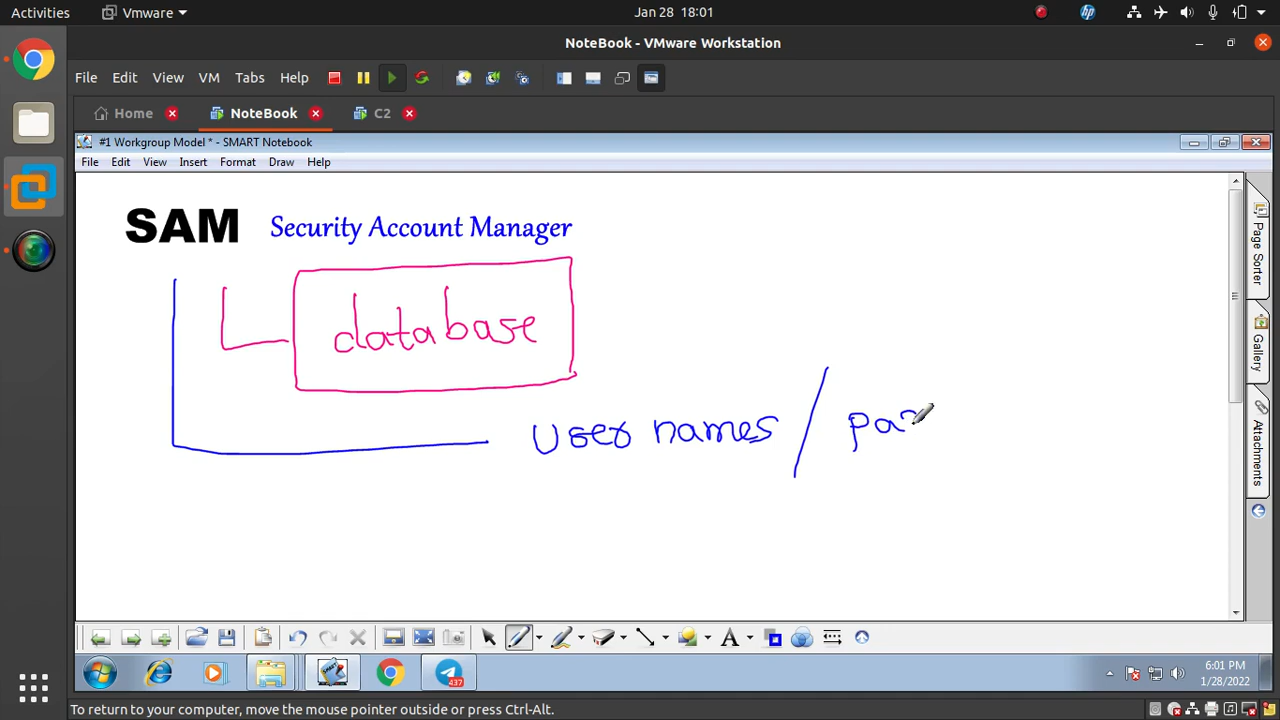 Activities VMware Jan 28 18:01
NoteBook - VMware Workstation
File Edit View VM Tabs Help
Home NoteBook C2
#1 Workgroup Model * - SMART Notebook
File Edit View Insert Format Draw Help
SAM Security Account Manager
database
User names / pa
Page Sorter
Gallery
Attachments
A
437
6:01 PM
1/28/2022
To return to your computer, move the mouse pointer outside or press Ctrl-Alt.